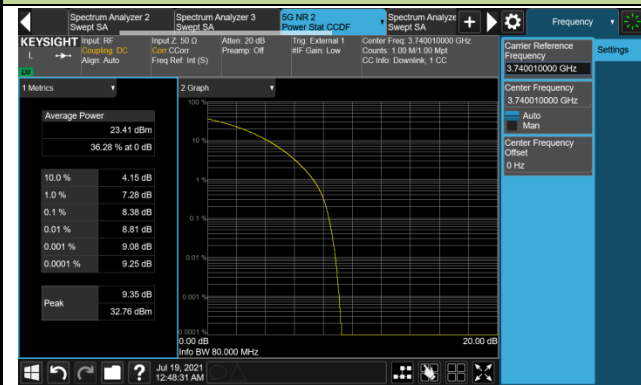 Spectrum Analyzer 2
Swept SA
Spectrum Analyzer 3
Swept SA
5G NR 2
Power Stat CCDF
Spectrum Analyze
Swept SA
Frequency
KEYSIGHT
L
Input: RF
Coupling: DC
Align: Auto
Input Z: 50 Ω
Corr CCorr
Freq Ref: Int (S)
Atten: 20 dB
Preamp: Off
Trig: External 1
#IF Gain: Low
Center Freq: 3.740010000 GHz
Counts: 1.00 M/1.00 Mpt
CC Info: Downlink, 1 CC
Carrier Reference
Frequency
3.740010000 GHz
Settings
Center Frequency
3.740010000 GHz
Auto
Man
Center Frequency
Offset
0 Hz
1 Metrics
Average Power
23.41 dBm
36.28 % at 0 dB
10.0 % 4.15 dB
1.0 % 7.28 dB
0.1 % 8.38 dB
0.01 % 8.81 dB
0.001 % 9.08 dB
0.0001 % 9.25 dB
Peak
9.35 dB
32.76 dBm
2 Graph
100 %
10 %
1 %
0.1 %
0.01 %
0.001 %
0.0001 %
0.00 dB
20.00 dB
Info BW 80.000 MHz
?
Jul 19, 2021
12:48:31 AM